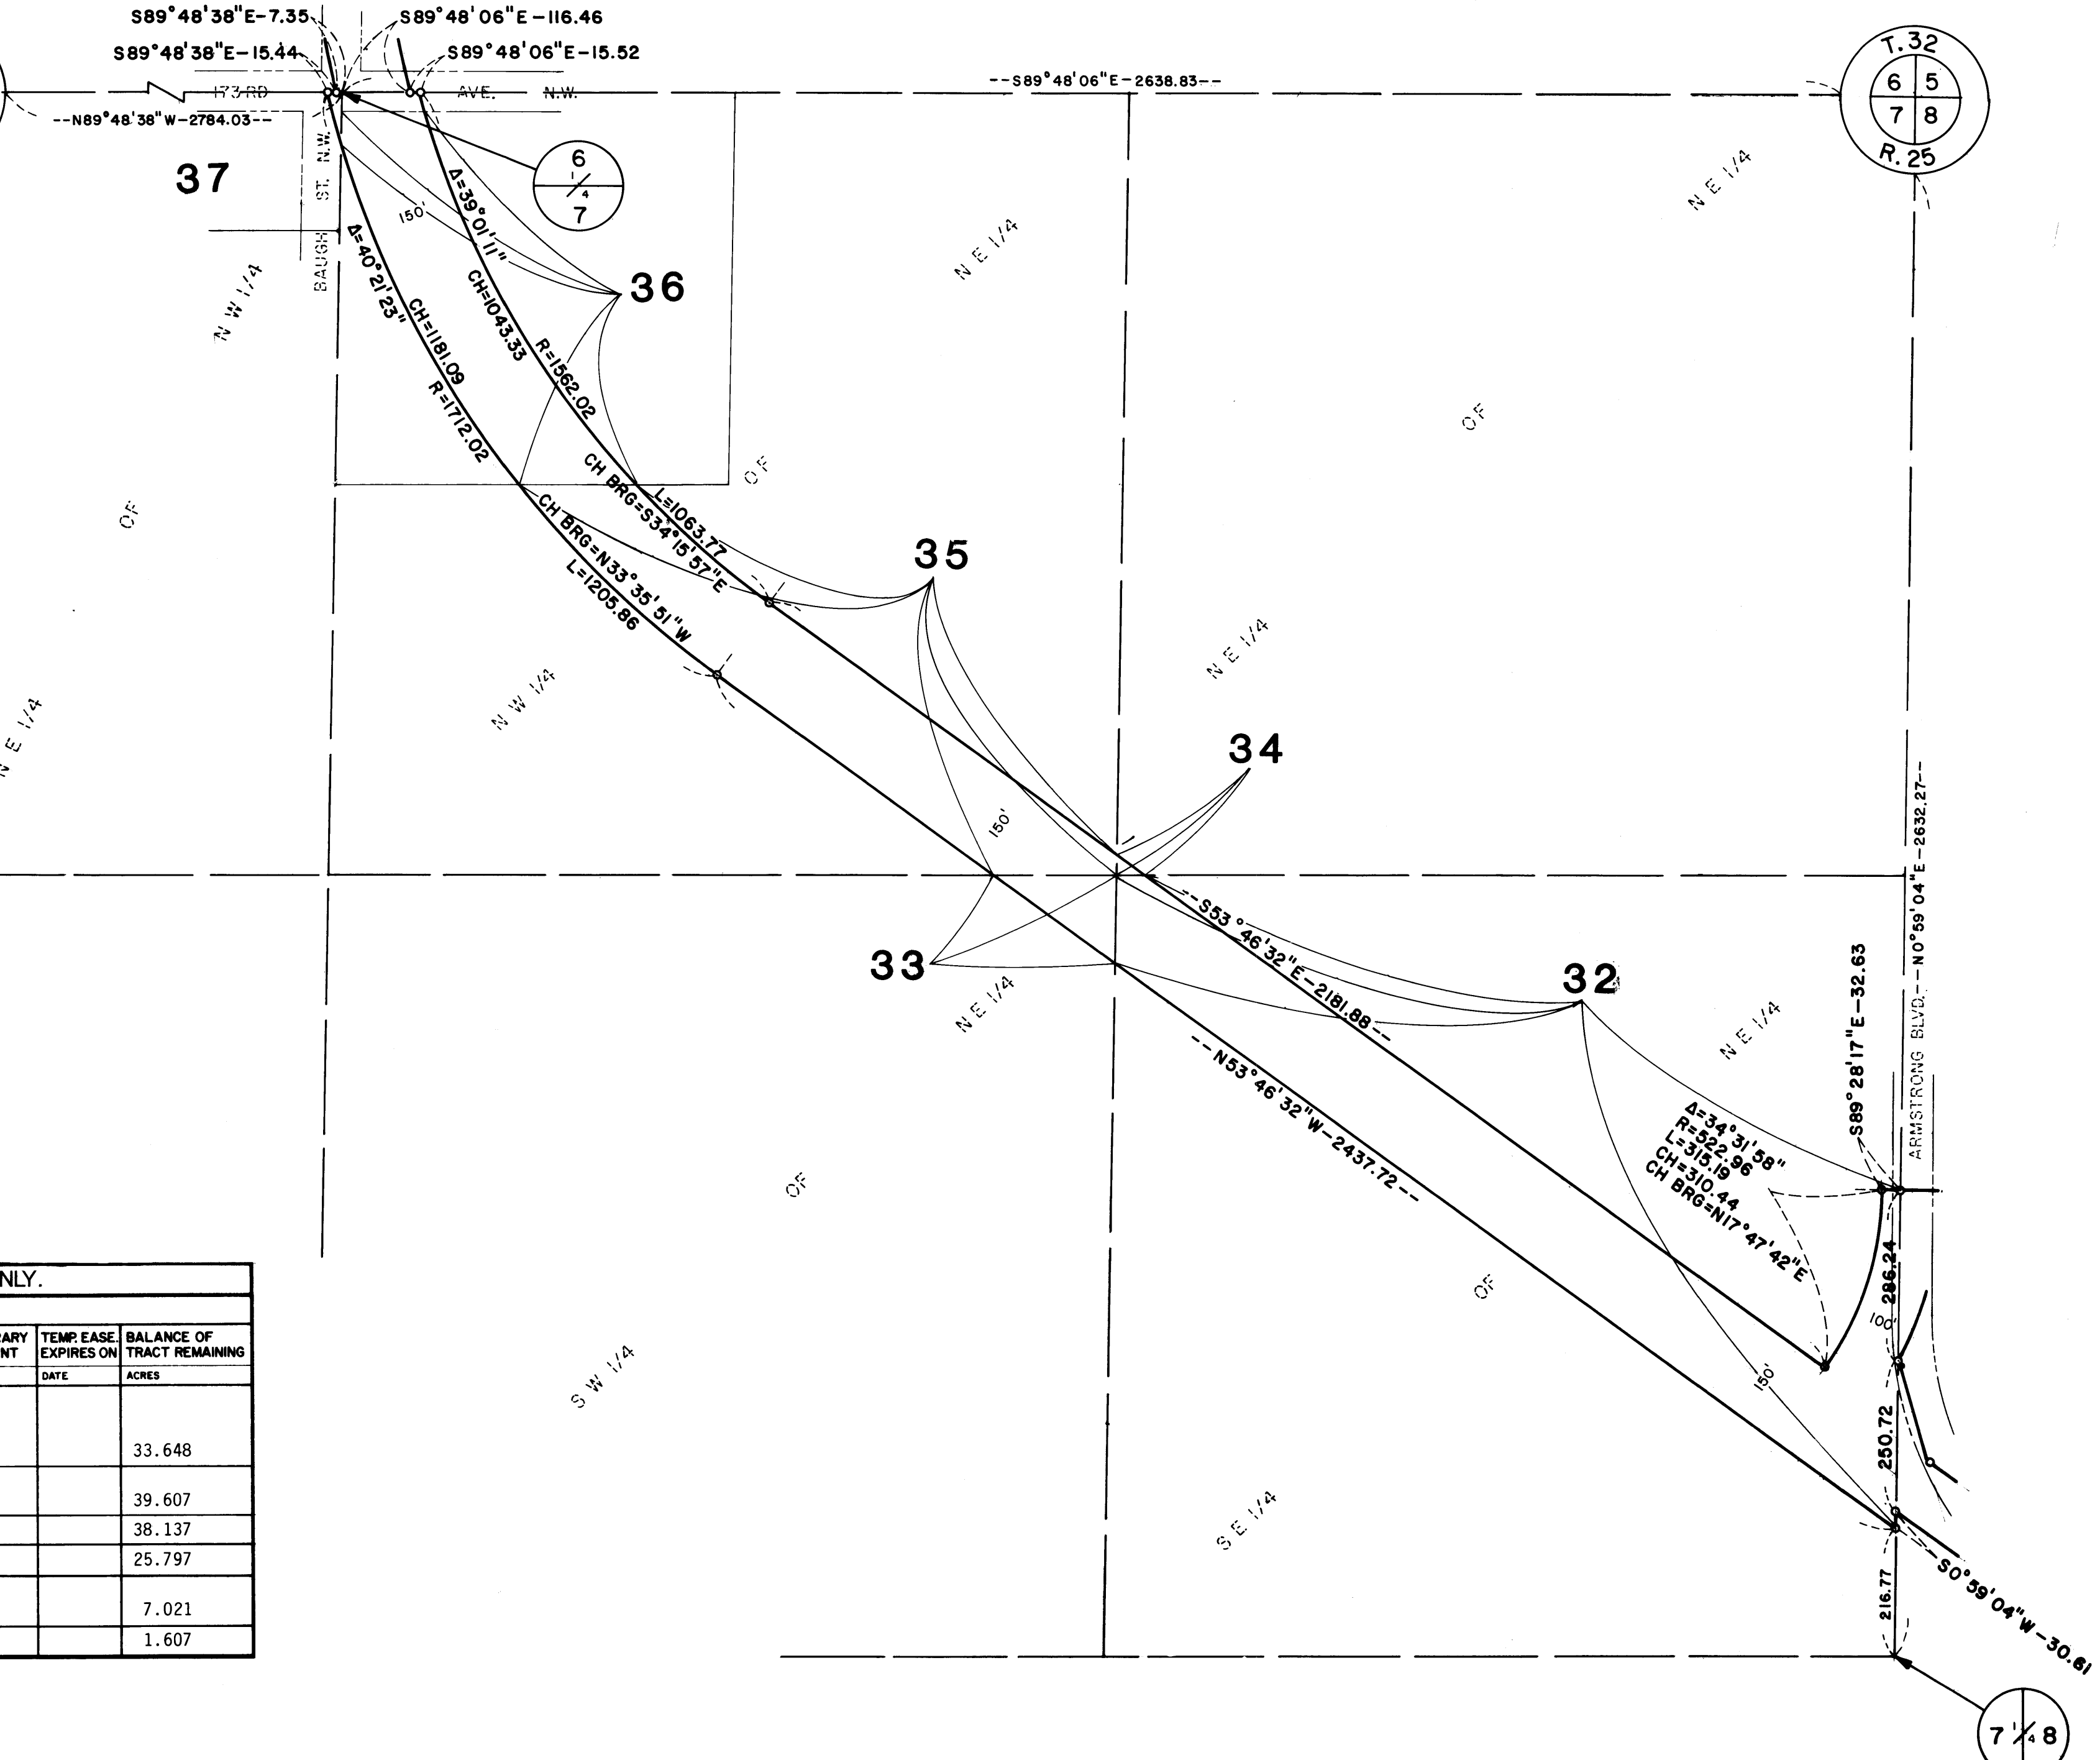 S89°48'38"E-7.35
S89°48'06"E-116.46
S89°48'38"E-15.44
S89°48'06"E-15.52
173RD AVE. N.W.
--S89°48'06"E-2638.83--
--N89°48'38"W-2784.03--
T.32
6 5
7 8
R.25
37
BAUGH ST. N.W.
6
1/4
7
150'
Δ=39°01'11"
CH=1043.33
R=1562.02
CH BRG=S34°15'57"E
L=1063.77
Δ=40°21'23"
CH=1181.09
R=1712.02
CH BRG=N33°35'51"W
L=1205.86
36
N W 1/4
OF
N E 1/4
N E 1/4
OF
N E 1/4
OF
N W 1/4
N E 1/4
35
34
150'
33
N E 1/4
32
N E 1/4
--S53°46'32"E-2181.88--
--N53°46'32"W-2437.72--
ARMSTRONG BLVD.--N0°59'04"E-2632.27--
S89°28'17"E-32.63
Δ=34°31'58"
R=522.96
L=315.19
CH=310.44
CH BRG=N17°47'42"E
286.24
100'
150'
250.72
216.77
S0°59'04"W-30.61
OF
OF
S W 1/4
S E 1/4
7 1/4 8
NLY.
RARY TEMP. EASE. BALANCE OF
NT EXPIRES ON TRACT REMAINING
DATE ACRES
33.648
39.607
38.137
25.797
7.021
1.607